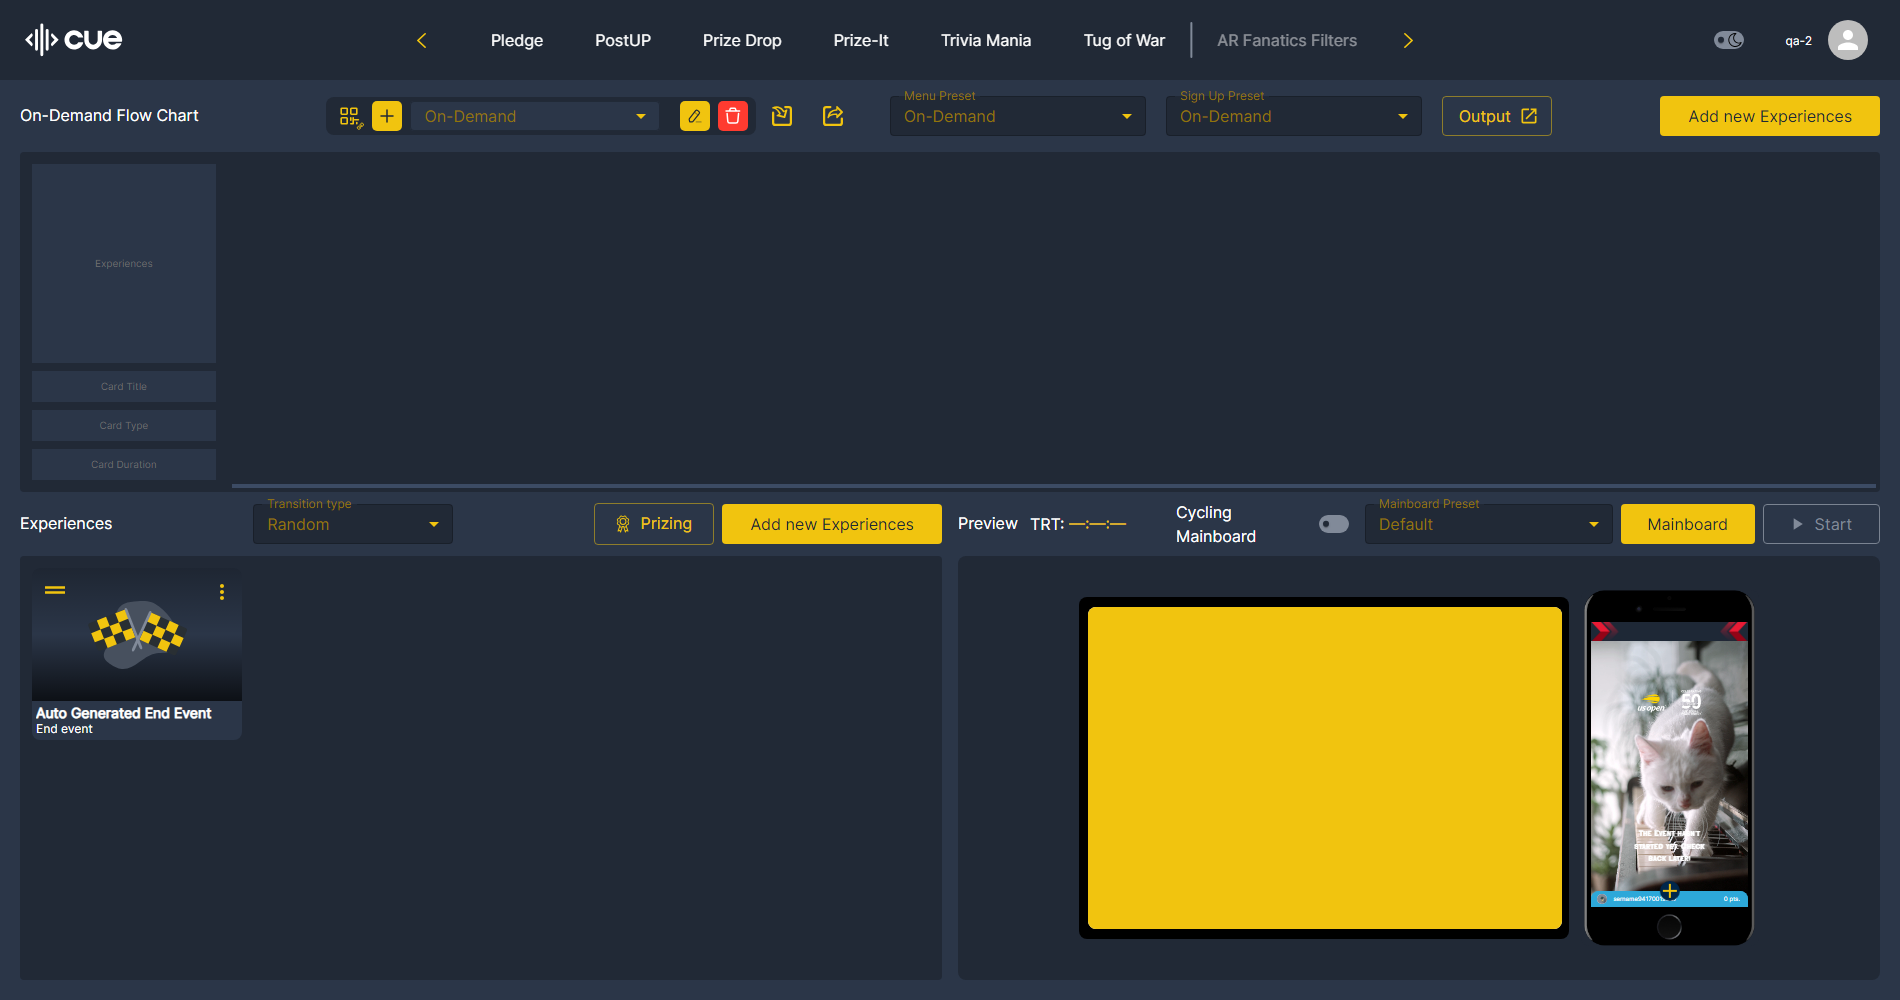 cue
Pledge
PostUP
Prize Drop
Prize-It
Trivia Mania
Tug of War
AR Fanatics Filters
qa-2
On-Demand Flow Chart
On-Demand
Menu Preset
On-Demand
Sign Up Preset
On-Demand
Output
Add new Experiences
Experiences
Card Title
Card Type
Card Duration
Experiences
Transition type
Random
Prizing
Add new Experiences
Preview
TRT: —:—:—
Cycling
Mainboard
Mainboard Preset
Default
Mainboard
Start
Auto Generated End Event
End event
us open
50
The Event hasn't
started yet. Check
back later!
0 pts.